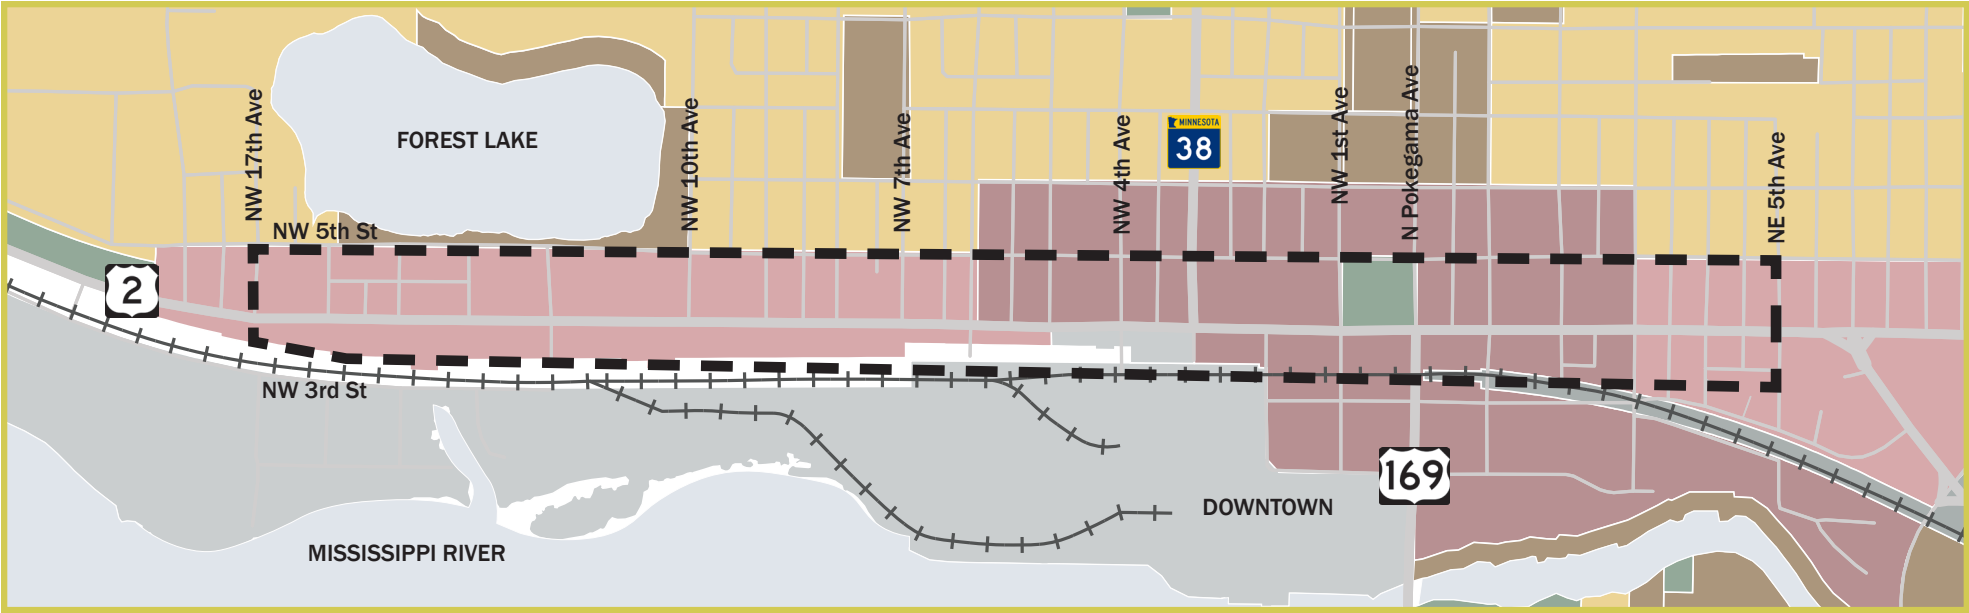 NW 17th Ave
FOREST LAKE
NW 10th Ave
NW 7th Ave
NW 4th Ave
MINNESOTA
38
NW 1st Ave
N Pokegama Ave
NE 5th Ave
NW 5th St
2
NW 3rd St
169
DOWNTOWN
MISSISSIPPI RIVER